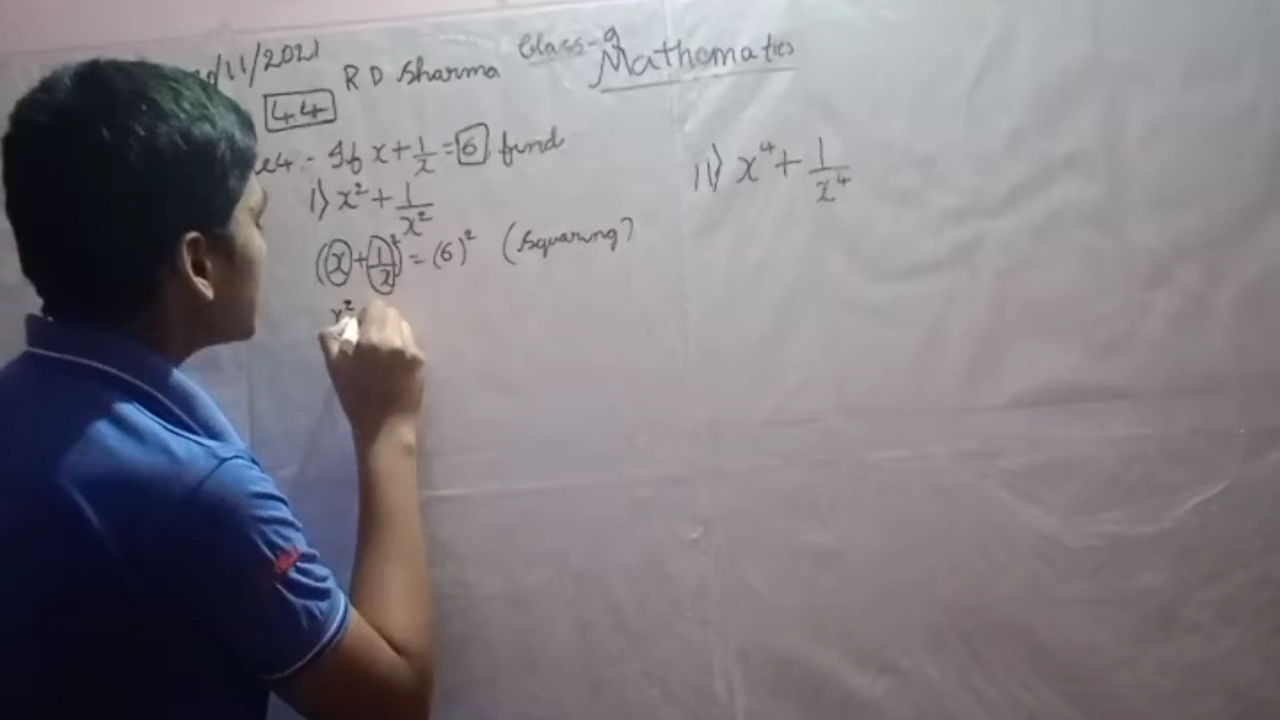 /11/2021 R D Sharma Class-9 Mathematics
4.4
4 - If x + 1/x = 6 find
i) x² + 1/x²
(x + 1/x)² = (6)² (Squaring)
x²
ii) x⁴ + 1/x⁴